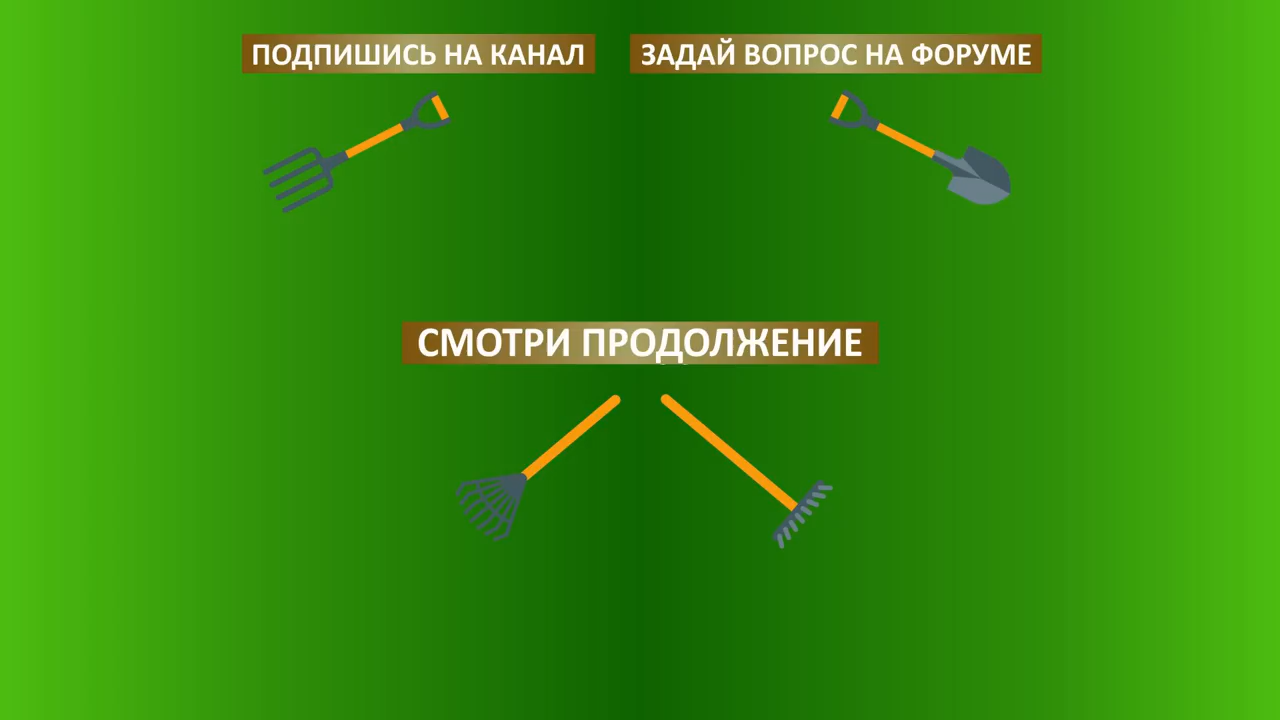 ПОДПИШИСЬ НА КАНАЛ
ЗАДАЙ ВОПРОС НА ФОРУМЕ
СМОТРИ ПРОДОЛЖЕНИЕ